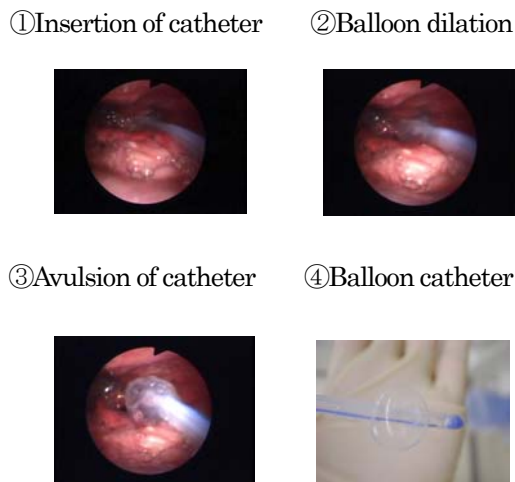 ①Insertion of catheter
②Balloon dilation
③Avulsion of catheter
④Balloon catheter